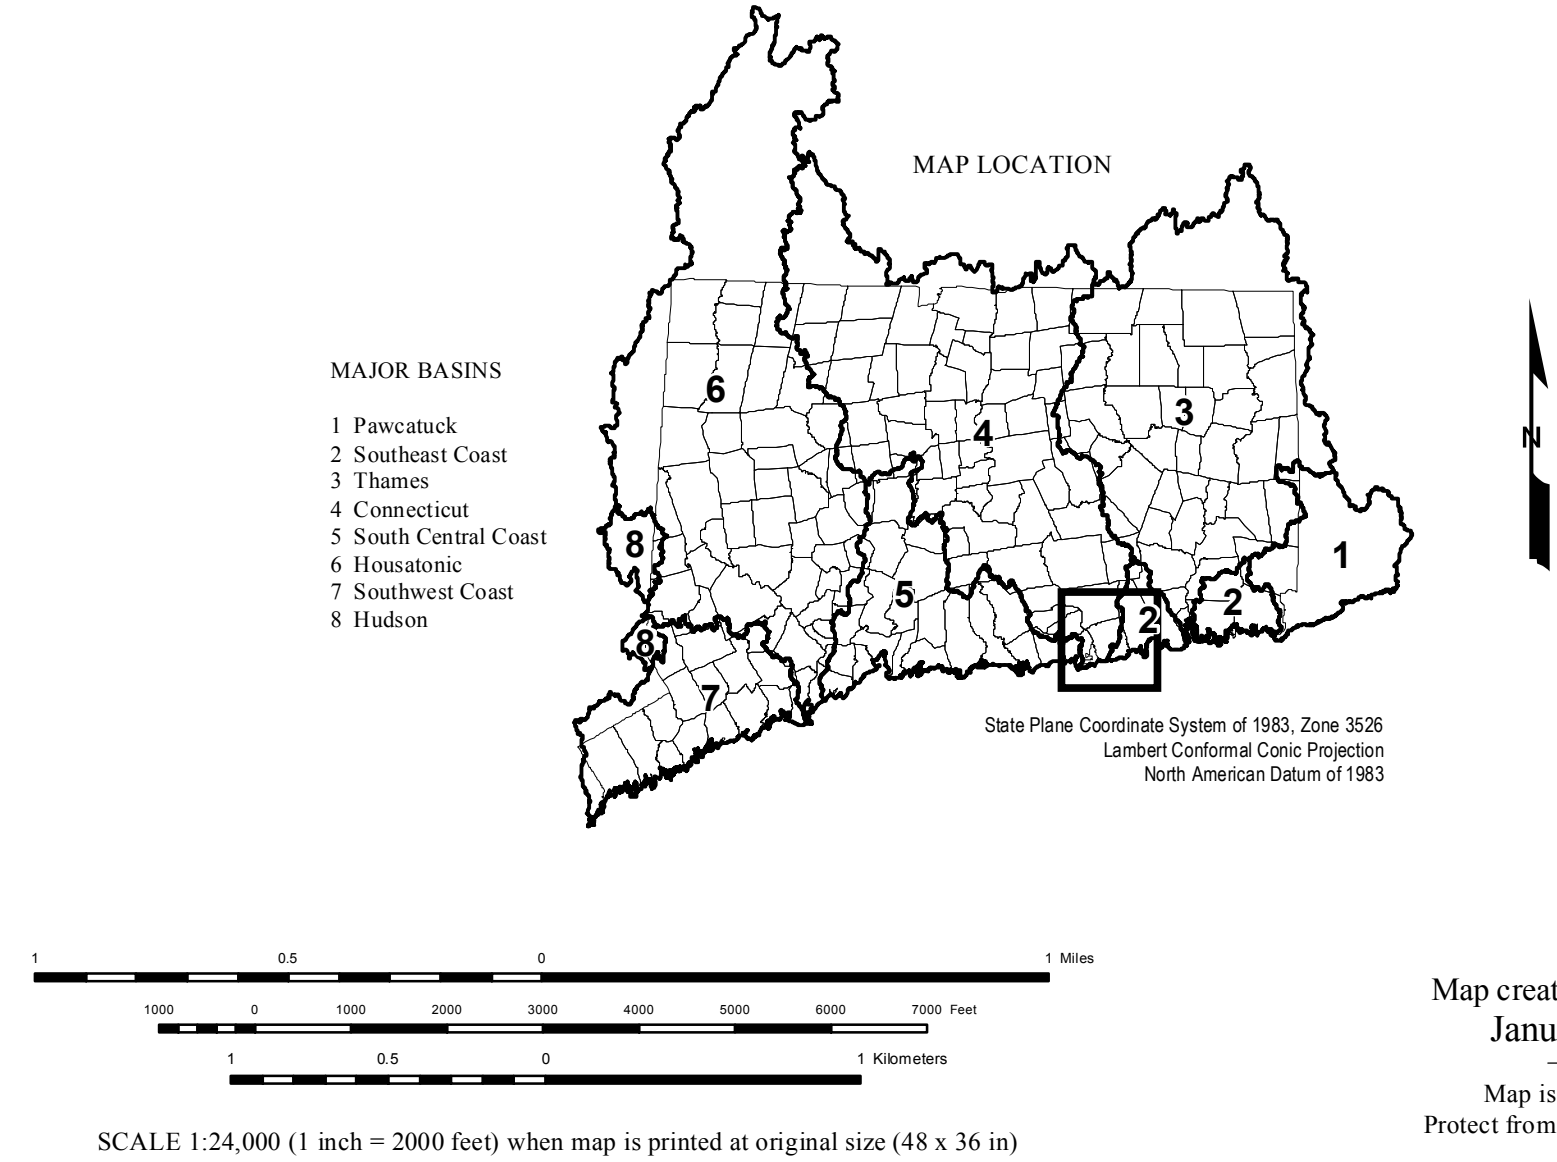 MAP LOCATION
MAJOR BASINS
1 Pawcatuck
2 Southeast Coast
3 Thames
4 Connecticut
5 South Central Coast
6 Housatonic
7 Southwest Coast
8 Hudson
6
3
4
8
1
5
2
2
8
7
N
State Plane Coordinate System of 1983, Zone 3526
Lambert Conformal Conic Projection
North American Datum of 1983
1 0.5 0 1 Miles
1000 0 1000 2000 3000 4000 5000 6000 7000 Feet
1 0.5 0 1 Kilometers
SCALE 1:24,000 (1 inch = 2000 feet) when map is printed at original size (48 x 36 in)
Map creat
Janu
Map is
Protect from